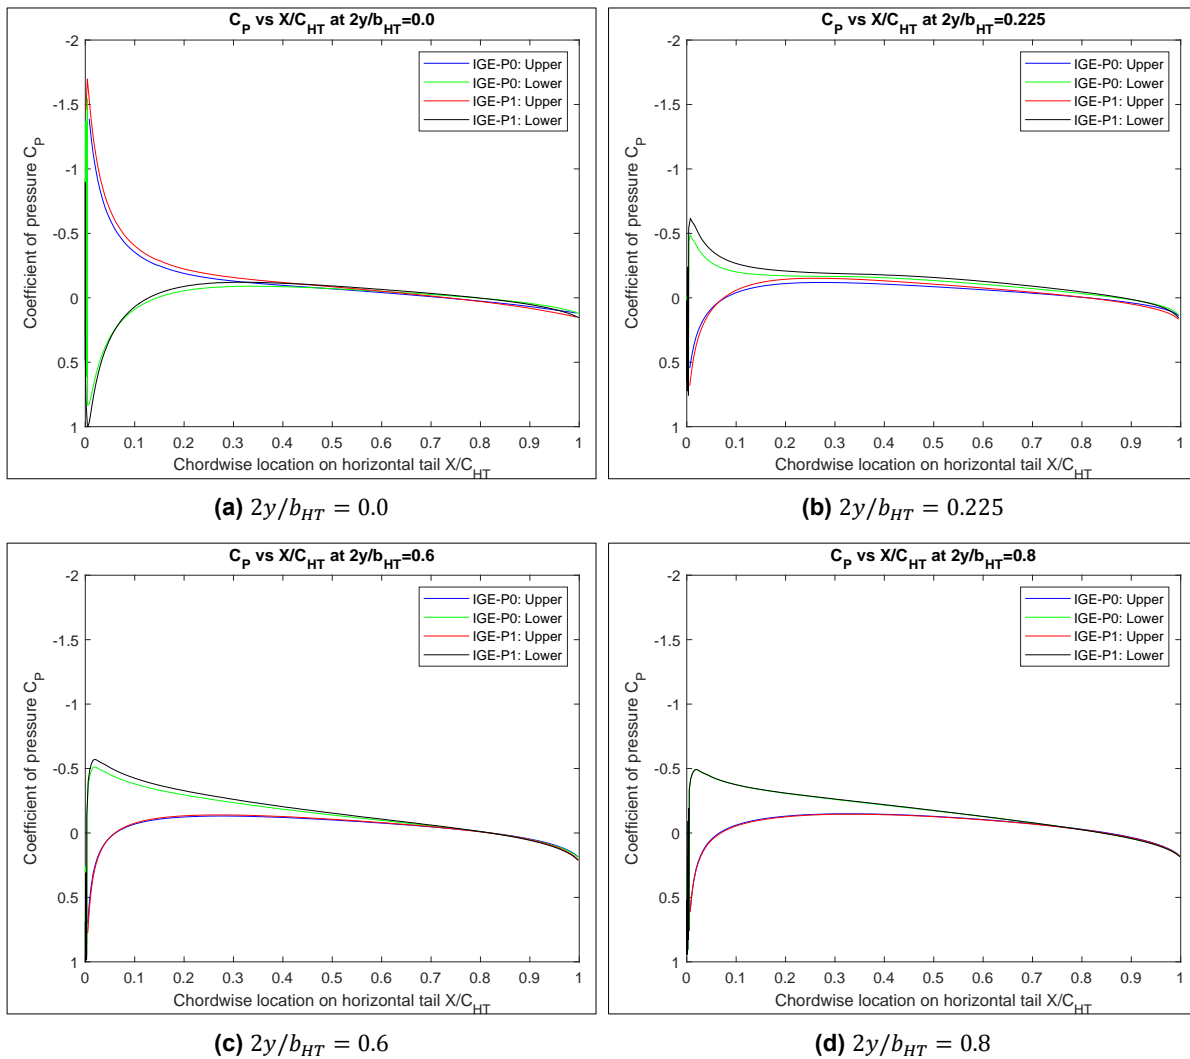 C_P vs X/C_HT at 2y/b_HT=0.0
-2
-1.5
-1
-0.5
0
0.5
1
Coefficient of pressure C_P
IGE-P0: Upper
IGE-P0: Lower
IGE-P1: Upper
IGE-P1: Lower
0 0.1 0.2 0.3 0.4 0.5 0.6 0.7 0.8 0.9 1
Chordwise location on horizontal tail X/C_HT
(a) 2y/b_HT = 0.0
C_P vs X/C_HT at 2y/b_HT=0.225
-2
-1.5
-1
-0.5
0
0.5
1
Coefficient of pressure C_P
IGE-P0: Upper
IGE-P0: Lower
IGE-P1: Upper
IGE-P1: Lower
0 0.1 0.2 0.3 0.4 0.5 0.6 0.7 0.8 0.9 1
Chordwise location on horizontal tail X/C_HT
(b) 2y/b_HT = 0.225
C_P vs X/C_HT at 2y/b_HT=0.6
-2
-1.5
-1
-0.5
0
0.5
1
Coefficient of pressure C_P
IGE-P0: Upper
IGE-P0: Lower
IGE-P1: Upper
IGE-P1: Lower
0 0.1 0.2 0.3 0.4 0.5 0.6 0.7 0.8 0.9 1
Chordwise location on horizontal tail X/C_HT
(c) 2y/b_HT = 0.6
C_P vs X/C_HT at 2y/b_HT=0.8
-2
-1.5
-1
-0.5
0
0.5
1
Coefficient of pressure C_P
IGE-P0: Upper
IGE-P0: Lower
IGE-P1: Upper
IGE-P1: Lower
0 0.1 0.2 0.3 0.4 0.5 0.6 0.7 0.8 0.9 1
Chordwise location on horizontal tail X/C_HT
(d) 2y/b_HT = 0.8